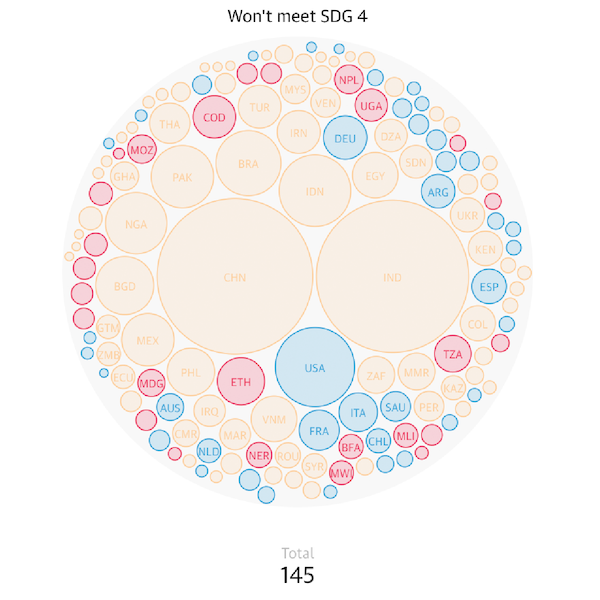 Won't meet SDG 4
NPL
MYS
VEN
UGA
TUR
COD
THA
IRN
DEU
DZA
MOZ
SDN
BRA
GHA
PAK
EGY
IDN
ARG
UKR
NGA
KEN
CHN
IND
BGD
ESP
COL
GTM
MEX
ZMB
TZA
USA
PHL
MMR
ECU
ZAF
ETH
MDG
KAZ
AUS
IRQ
ITA
SAU
PER
VNM
FRA
CMR
MAR
MLI
CHL
BFA
NLD
NER
ROU
SYR
MWI
Total
145